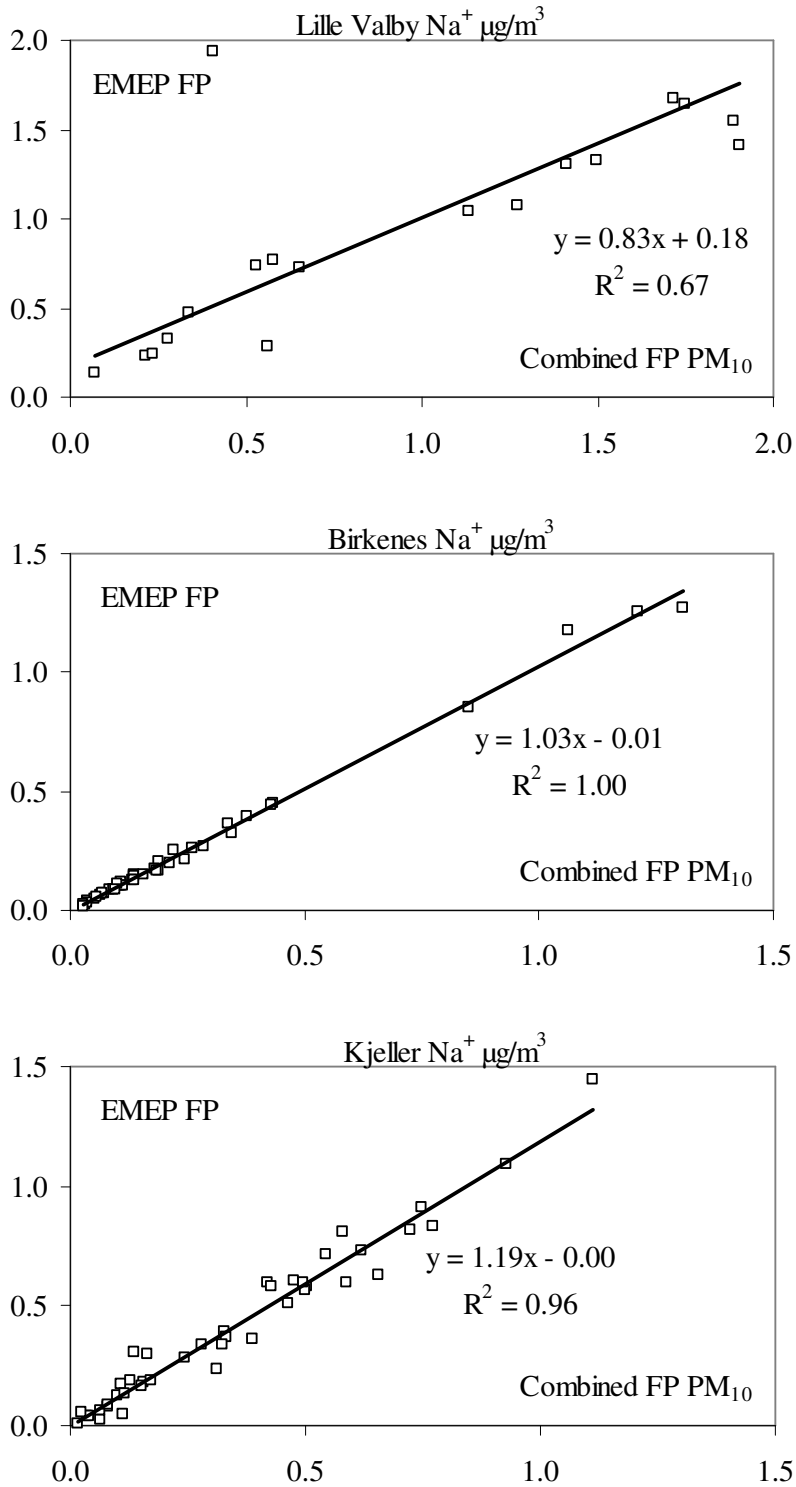 Lille Valby Na⁺ µg/m³
2.0
EMEP FP
1.5
1.0
y = 0.83x + 0.18
R² = 0.67
0.5
Combined FP PM₁₀
0.0
0.0 0.5 1.0 1.5 2.0
Birkenes Na⁺ µg/m³
1.5
EMEP FP
1.0
y = 1.03x - 0.01
R² = 1.00
0.5
Combined FP PM₁₀
0.0
0.0 0.5 1.0 1.5
Kjeller Na⁺ µg/m³
1.5
EMEP FP
1.0
y = 1.19x - 0.00
R² = 0.96
0.5
Combined FP PM₁₀
0.0
0.0 0.5 1.0 1.5